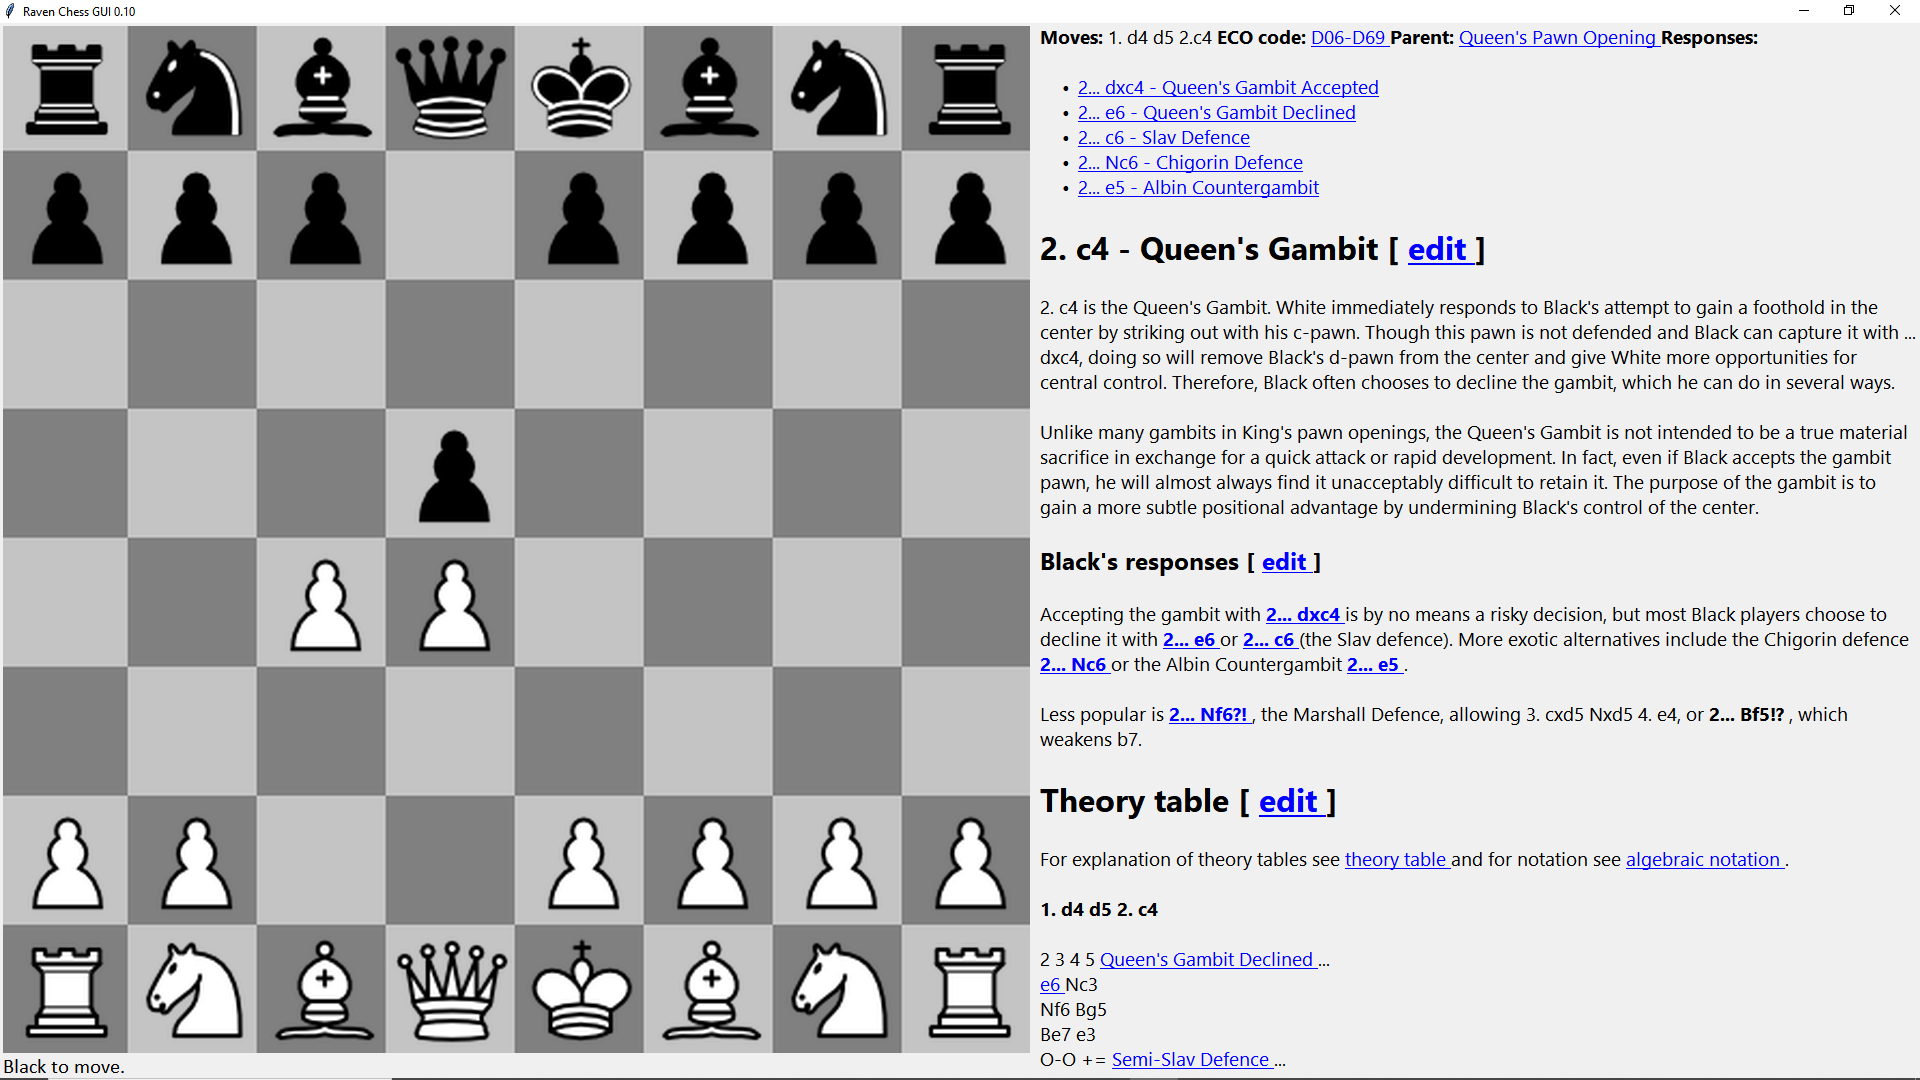 Raven Chess GUI 0.10
Moves: 1. d4 d5 2.c4 ECO code: D06-D69 Parent: Queen's Pawn Opening Responses:
• 2... dxc4 - Queen's Gambit Accepted
• 2... e6 - Queen's Gambit Declined
• 2... c6 - Slav Defence
• 2... Nc6 - Chigorin Defence
• 2... e5 - Albin Countergambit
2. c4 - Queen's Gambit [ edit ]
2. c4 is the Queen's Gambit. White immediately responds to Black's attempt to gain a foothold in the
center by striking out with his c-pawn. Though this pawn is not defended and Black can capture it with ...
dxc4, doing so will remove Black's d-pawn from the center and give White more opportunities for
central control. Therefore, Black often chooses to decline the gambit, which he can do in several ways.
Unlike many gambits in King's pawn openings, the Queen's Gambit is not intended to be a true material
sacrifice in exchange for a quick attack or rapid development. In fact, even if Black accepts the gambit
pawn, he will almost always find it unacceptably difficult to retain it. The purpose of the gambit is to
gain a more subtle positional advantage by undermining Black's control of the center.
Black's responses [ edit ]
Accepting the gambit with 2... dxc4 is by no means a risky decision, but most Black players choose to
decline it with 2... e6 or 2... c6 (the Slav defence). More exotic alternatives include the Chigorin defence
2... Nc6 or the Albin Countergambit 2... e5 .
Less popular is 2... Nf6?! , the Marshall Defence, allowing 3. cxd5 Nxd5 4. e4, or 2... Bf5!? , which
weakens b7.
Theory table [ edit ]
For explanation of theory tables see theory table and for notation see algebraic notation .
1. d4 d5 2. c4
2 3 4 5 Queen's Gambit Declined ...
e6 Nc3
Nf6 Bg5
Be7 e3
O-O += Semi-Slav Defence ...
Black to move.